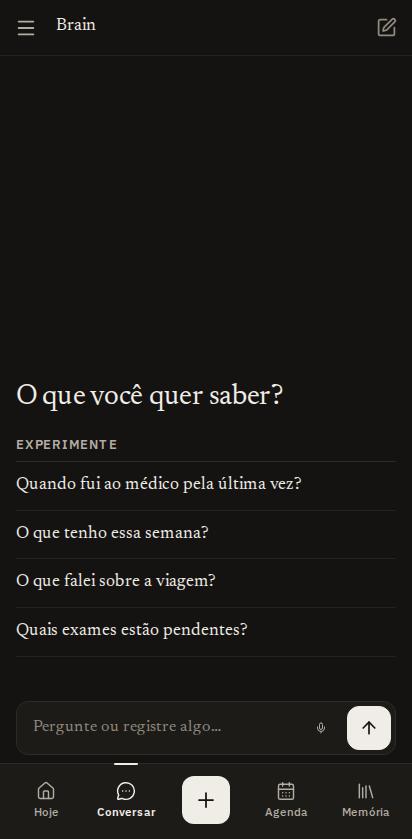 Brain
O que você quer saber?
EXPERIMENTE
Quando fui ao médico pela última vez?
O que tenho essa semana?
O que falei sobre a viagem?
Quais exames estão pendentes?
Pergunte ou registre algo...
Hoje
Conversar
Agenda
Memória